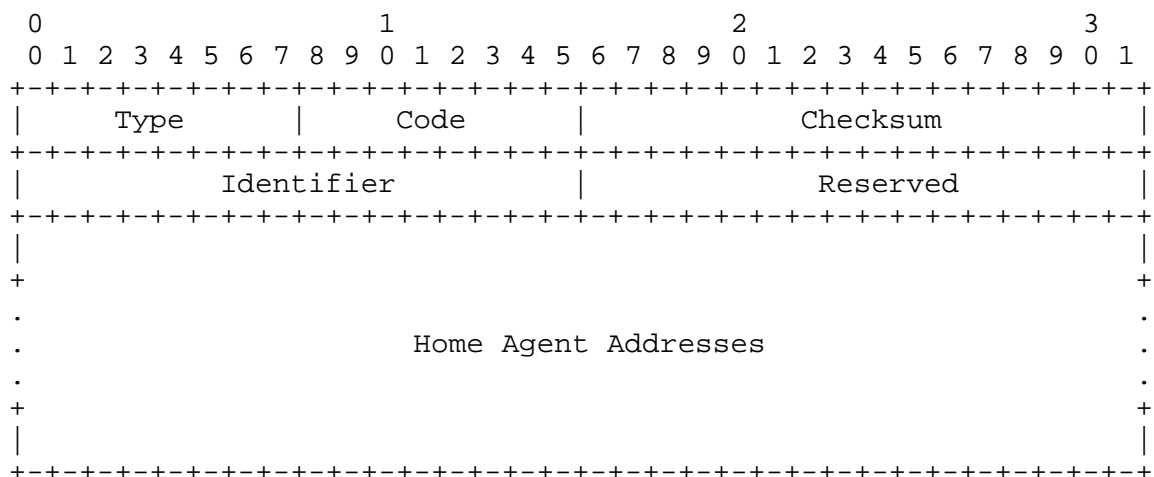 0                   1                   2                   3
 0 1 2 3 4 5 6 7 8 9 0 1 2 3 4 5 6 7 8 9 0 1 2 3 4 5 6 7 8 9 0 1
+-+-+-+-+-+-+-+-+-+-+-+-+-+-+-+-+-+-+-+-+-+-+-+-+-+-+-+-+-+-+-+-+
|     Type      |     Code      |            Checksum           |
+-+-+-+-+-+-+-+-+-+-+-+-+-+-+-+-+-+-+-+-+-+-+-+-+-+-+-+-+-+-+-+-+
|           Identifier          |             Reserved          |
+-+-+-+-+-+-+-+-+-+-+-+-+-+-+-+-+-+-+-+-+-+-+-+-+-+-+-+-+-+-+-+-+
|                                                               |
+                                                               +
.                                                               .
.                      Home Agent Addresses                     .
.                                                               .
+                                                               +
|                                                               |
+-+-+-+-+-+-+-+-+-+-+-+-+-+-+-+-+-+-+-+-+-+-+-+-+-+-+-+-+-+-+-+-+